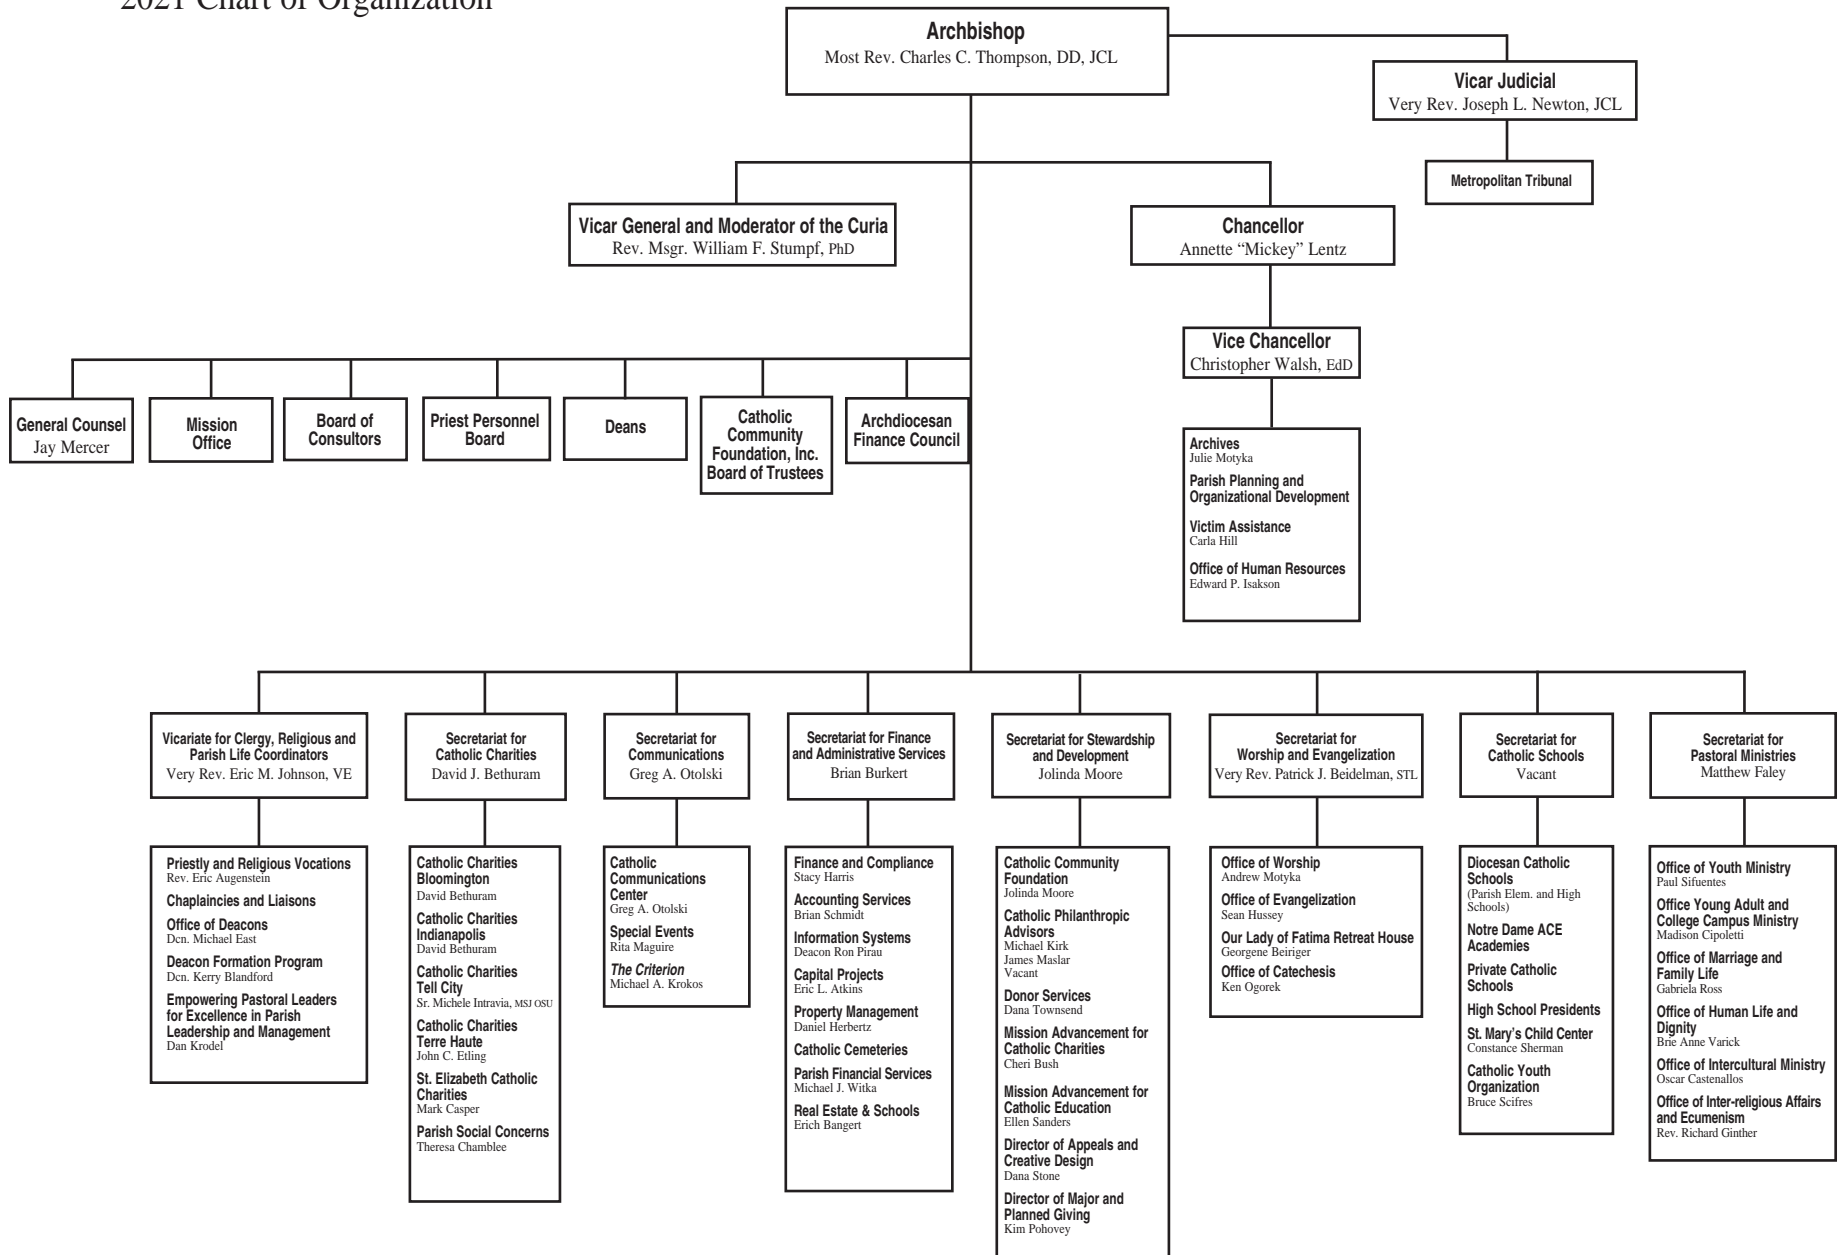 2021 Chart of Organization
Archbishop
Most Rev. Charles C. Thompson, DD, JCL
Vicar Judicial
Very Rev. Joseph L. Newton, JCL
Metropolitan Tribunal
Vicar General and Moderator of the Curia
Rev. Msgr. William F. Stumpf, PhD
Chancellor
Annette “Mickey” Lentz
Vice Chancellor
Christopher Walsh, EdD
General Counsel
Jay Mercer
Mission
Office
Board of
Consultors
Priest Personnel
Board
Deans
Catholic
Community
Foundation, Inc.
Board of Trustees
Archdiocesan
Finance Council
Archives
Julie Motyka
Parish Planning and
Organizational Development
Victim Assistance
Carla Hill
Office of Human Resources
Edward P. Isakson
Vicariate for Clergy, Religious and
Parish Life Coordinators
Very Rev. Eric M. Johnson, VE
Secretariat for
Catholic Charities
David J. Bethuram
Secretariat for
Communications
Greg A. Otolski
Secretariat for Finance
and Administrative Services
Brian Burkert
Secretariat for Stewardship
and Development
Jolinda Moore
Secretariat for
Worship and Evangelization
Very Rev. Patrick J. Beidelman, STL
Secretariat for
Catholic Schools
Vacant
Secretariat for
Pastoral Ministries
Matthew Faley
Priestly and Religious Vocations
Rev. Eric Augenstein
Chaplaincies and Liaisons
Office of Deacons
Dcn. Michael East
Deacon Formation Program
Dcn. Kerry Blandford
Empowering Pastoral Leaders
for Excellence in Parish
Leadership and Management
Dan Krodel
Catholic Charities
Bloomington
David Bethuram
Catholic Charities
Indianapolis
David Bethuram
Catholic Charities
Tell City
Sr. Michele Intravia, MSJ OSU
Catholic Charities
Terre Haute
John C. Etling
St. Elizabeth Catholic
Charities
Mark Casper
Parish Social Concerns
Theresa Chamblee
Catholic
Communications
Center
Greg A. Otolski
Special Events
Rita Maguire
The Criterion
Michael A. Krokos
Finance and Compliance
Stacy Harris
Accounting Services
Brian Schmidt
Information Systems
Deacon Ron Pirau
Capital Projects
Eric L. Atkins
Property Management
Daniel Herbertz
Catholic Cemeteries
Parish Financial Services
Michael J. Witka
Real Estate & Schools
Erich Bangert
Catholic Community
Foundation
Jolinda Moore
Catholic Philanthropic
Advisors
Michael Kirk
James Maslar
Vacant
Donor Services
Dana Townsend
Mission Advancement for
Catholic Charities
Cheri Bush
Mission Advancement for
Catholic Education
Ellen Sanders
Director of Appeals and
Creative Design
Dana Stone
Director of Major and
Planned Giving
Kim Pohovey
Office of Worship
Andrew Motyka
Office of Evangelization
Sean Hussey
Our Lady of Fatima Retreat House
Georgene Beiriger
Office of Catechesis
Ken Ogorek
Diocesan Catholic
Schools
(Parish Elem. and High
Schools)
Notre Dame ACE
Academies
Private Catholic
Schools
High School Presidents
St. Mary’s Child Center
Constance Sherman
Catholic Youth
Organization
Bruce Scifres
Office of Youth Ministry
Paul Sifuentes
Office Young Adult and
College Campus Ministry
Madison Cipoletti
Office of Marriage and
Family Life
Gabriela Ross
Office of Human Life and
Dignity
Brie Anne Varick
Office of Intercultural Ministry
Oscar Castenallos
Office of Inter-religious Affairs
and Ecumenism
Rev. Richard Ginther